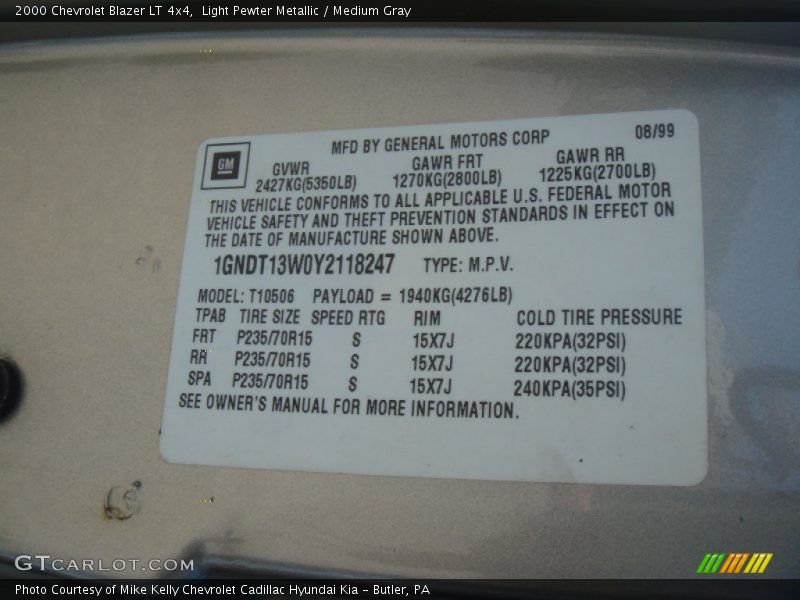 2000 Chevrolet Blazer LT 4x4,  Light Pewter Metallic / Medium Gray
MFD BY GENERAL MOTORS CORP 08/99
GM
GVWR GAWR FRT GAWR RR
2427KG(5350LB) 1270KG(2800LB) 1225KG(2700LB)
THIS VEHICLE CONFORMS TO ALL APPLICABLE U.S. FEDERAL MOTOR
VEHICLE SAFETY AND THEFT PREVENTION STANDARDS IN EFFECT ON
THE DATE OF MANUFACTURE SHOWN ABOVE.
1GNDT13W0Y2118247 TYPE: M.P.V.
MODEL: T10506 PAYLOAD = 1940KG(4276LB)
TPAB TIRE SIZE SPEED RTG RIM COLD TIRE PRESSURE
FRT P235/70R15 S 15X7J 220KPA(32PSI)
RR P235/70R15 S 15X7J 220KPA(32PSI)
SPA P235/70R15 S 15X7J 240KPA(35PSI)
SEE OWNER'S MANUAL FOR MORE INFORMATION.
GTCARLOT.COM
Photo Courtesy of Mike Kelly Chevrolet Cadillac Hyundai Kia - Butler, PA